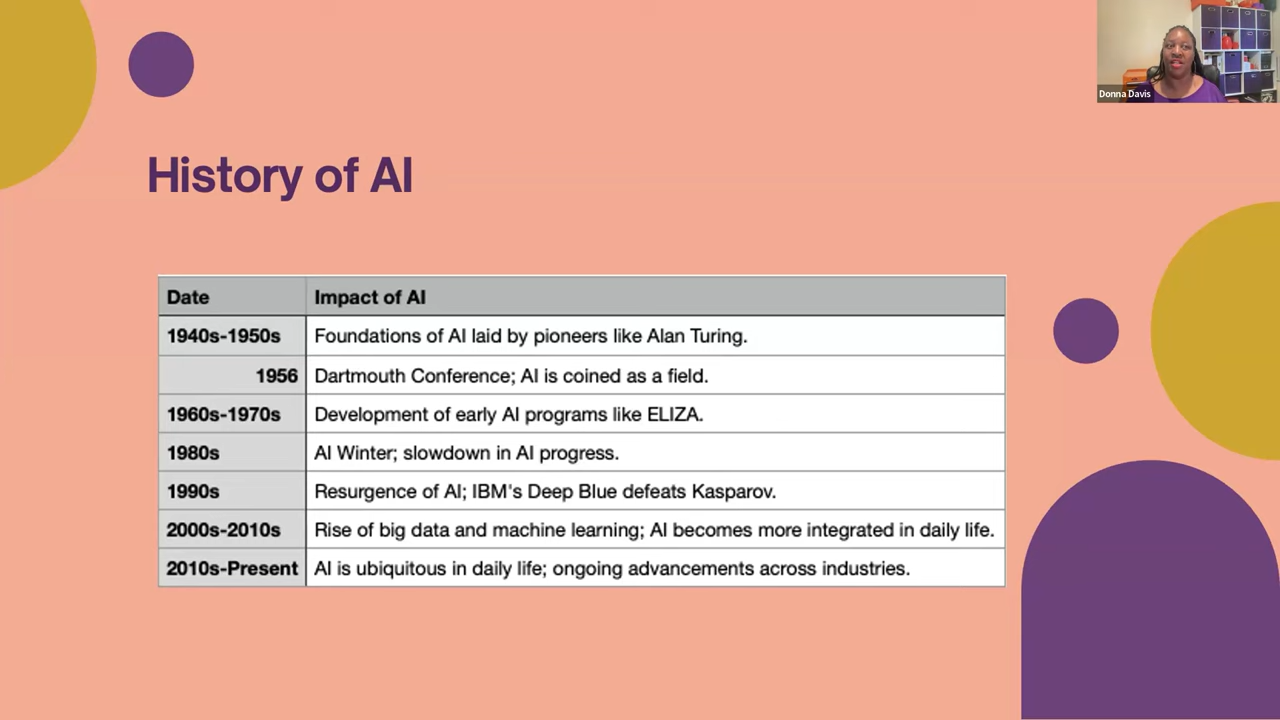 Donna Davis
History of AI
Date Impact of AI
1940s-1950s Foundations of AI laid by pioneers like Alan Turing.
1956 Dartmouth Conference; AI is coined as a field.
1960s-1970s Development of early AI programs like ELIZA.
1980s AI Winter; slowdown in AI progress.
1990s Resurgence of AI; IBM's Deep Blue defeats Kasparov.
2000s-2010s Rise of big data and machine learning; AI becomes more integrated in daily life.
2010s-Present AI is ubiquitous in daily life; ongoing advancements across industries.